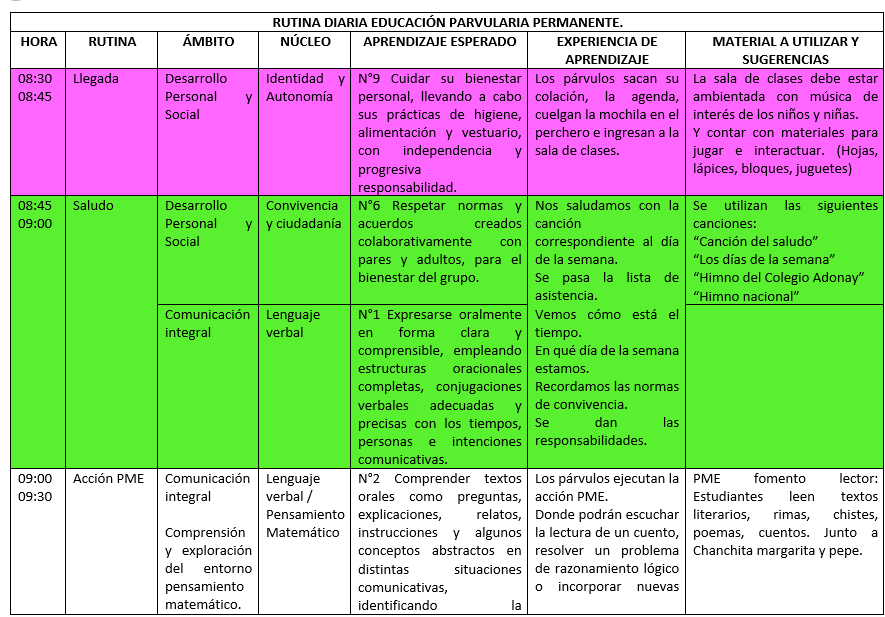 RUTINA DIARIA EDUCACIÓN PARVULARIA PERMANENTE.
HORA
RUTINA
ÁMBITO
NÚCLEO
APRENDIZAJE ESPERADO
EXPERIENCIA DE
APRENDIZAJE
MATERIAL A UTILIZAR Y
SUGERENCIAS
08:30
08:45
Llegada
Desarrollo
Personal y
Social
Identidad y
Autonomía
N°9 Cuidar su bienestar
personal, llevando a cabo
sus prácticas de higiene,
alimentación y vestuario,
con independencia y
progresiva
responsabilidad.
Los párvulos sacan su
colación, la agenda,
cuelgan la mochila en el
perchero e ingresan a la
sala de clases.
La sala de clases debe estar
ambientada con música de
interés de los niños y niñas.
Y contar con materiales para
jugar e interactuar. (Hojas,
lápices, bloques, juguetes)
08:45
09:00
Saludo
Desarrollo
Personal y
Social
Convivencia
y ciudadanía
N°6 Respetar normas y
acuerdos creados
colaborativamente con
pares y adultos, para el
bienestar del grupo.
Nos saludamos con la
canción
correspondiente al día
de la semana.
Se pasa la lista de
asistencia.
Vemos cómo está el
tiempo.
En qué día de la semana
estamos.
Recordamos las normas
de convivencia.
Se dan las
responsabilidades.
Se utilizan las siguientes
canciones:
“Canción del saludo”
“Los días de la semana”
“Himno del Colegio Adonay”
“Himno nacional”
Comunicación
integral
Lenguaje
verbal
N°1 Expresarse oralmente
en forma clara y
comprensible, empleando
estructuras oracionales
completas, conjugaciones
verbales adecuadas y
precisas con los tiempos,
personas e intenciones
comunicativas.
09:00
09:30
Acción PME
Comunicación
integral
Comprensión
y exploración
del entorno
pensamiento
matemático.
Lenguaje
verbal /
Pensamiento
Matemático
N°2 Comprender textos
orales como preguntas,
explicaciones, relatos,
instrucciones y algunos
conceptos abstractos en
distintas situaciones
comunicativas,
identificando la
Los párvulos ejecutan la
acción PME.
Donde podrán escuchar
la lectura de un cuento,
resolver un problema
de razonamiento lógico
o incorporar nuevas
PME fomento lector:
Estudiantes leen textos
literarios, rimas, chistes,
poemas, cuentos. Junto a
Chanchita margarita y pepe.